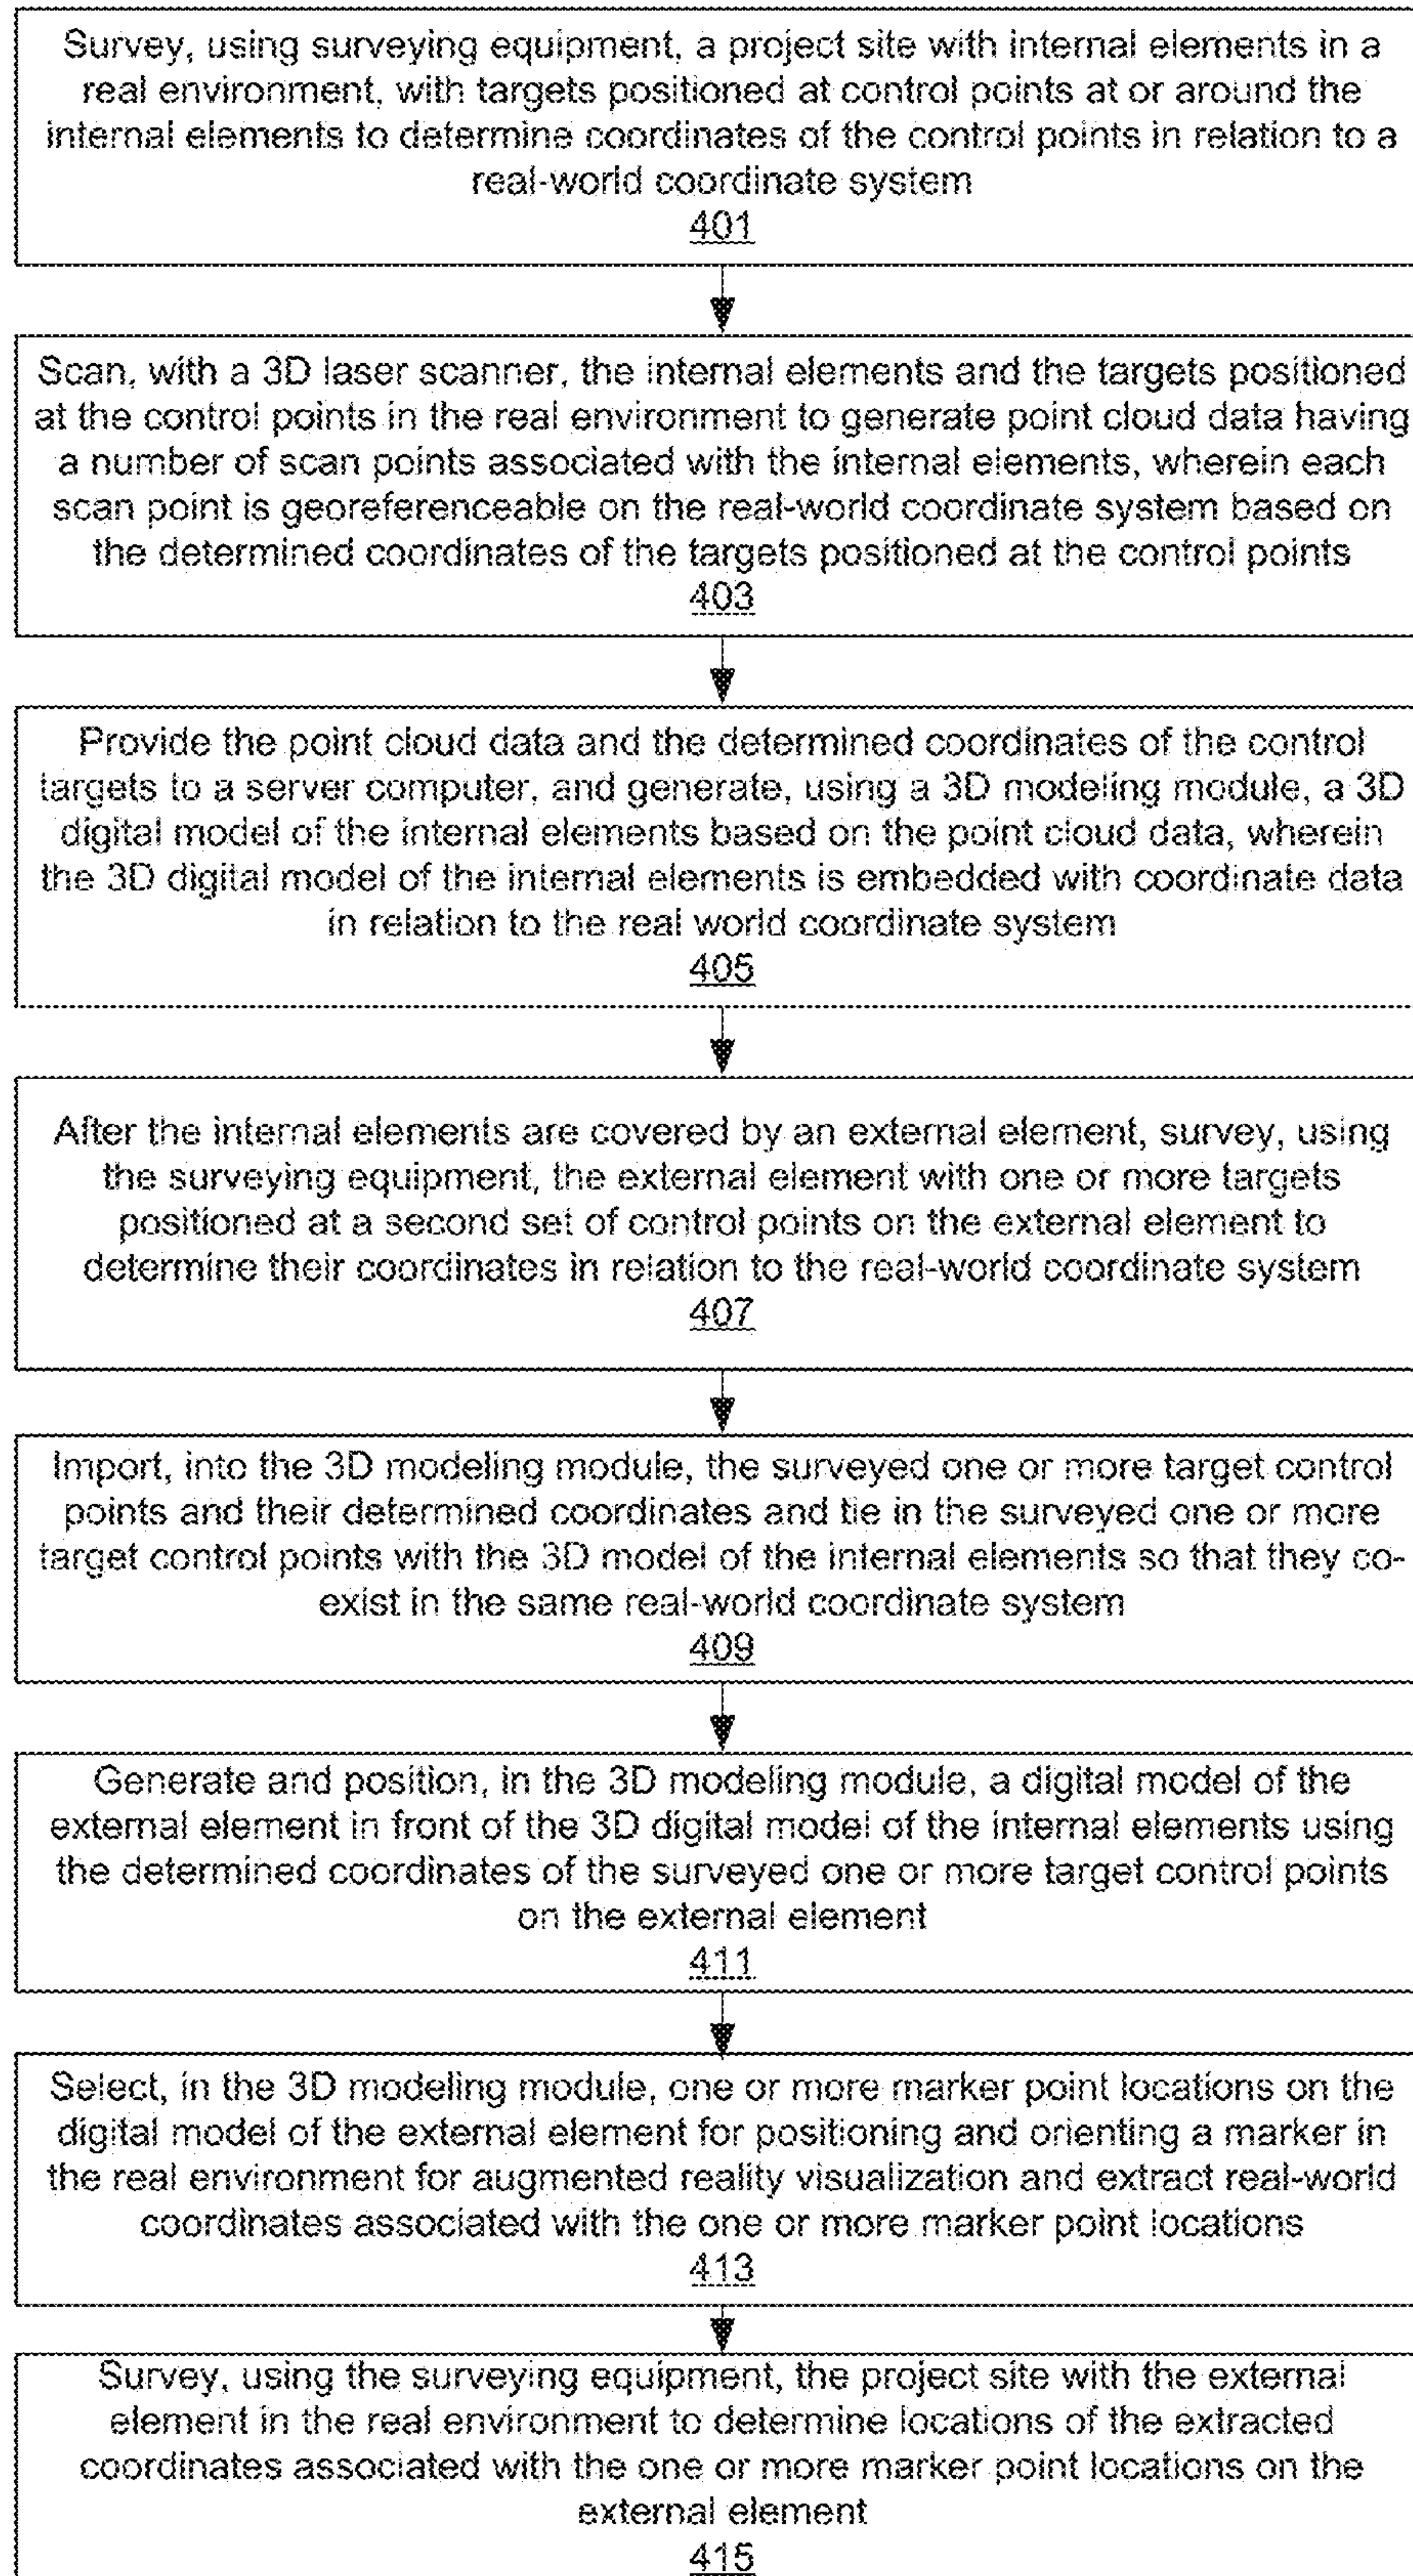 Survey, using surveying equipment, a project site with internal elements in a
real environment, with targets positioned at control points at or around the
internal elements to determine coordinates of the control points in relation to a
real-world coordinate system
401
Scan, with a 3D laser scanner, the internal elements and the targets positioned
at the control points in the real environment to generate point cloud data having
a number of scan points associated with the internal elements, wherein each
scan point is georeferenceable on the real-world coordinate system based on
the determined coordinates of the targets positioned at the control points
403
Provide the point cloud data and the determined coordinates of the control
targets to a server computer, and generate, using a 3D modeling module, a 3D
digital model of the internal elements based on the point cloud data, wherein
the 3D digital model of the internal elements is embedded with coordinate data
in relation to the real world coordinate system
405
After the internal elements are covered by an external element, survey, using
the surveying equipment, the external element with one or more targets
positioned at a second set of control points on the external element to
determine their coordinates in relation to the real-world coordinate system
407
Import, into the 3D modeling module, the surveyed one or more target control
points and their determined coordinates and tie in the surveyed one or more
target control points with the 3D model of the internal elements so that they co-
exist in the same real-world coordinate system
409
Generate and position, in the 3D modeling module, a digital model of the
external element in front of the 3D digital model of the internal elements using
the determined coordinates of the surveyed one or more target control points
on the external element
411
Select, in the 3D modeling module, one or more marker point locations on the
digital model of the external element for positioning and orienting a marker in
the real environment for augmented reality visualization and extract real-world
coordinates associated with the one or more marker point locations
413
Survey, using the surveying equipment, the project site with the external
element in the real environment to determine locations of the extracted
coordinates associated with the one or more marker point locations on the
external element
415